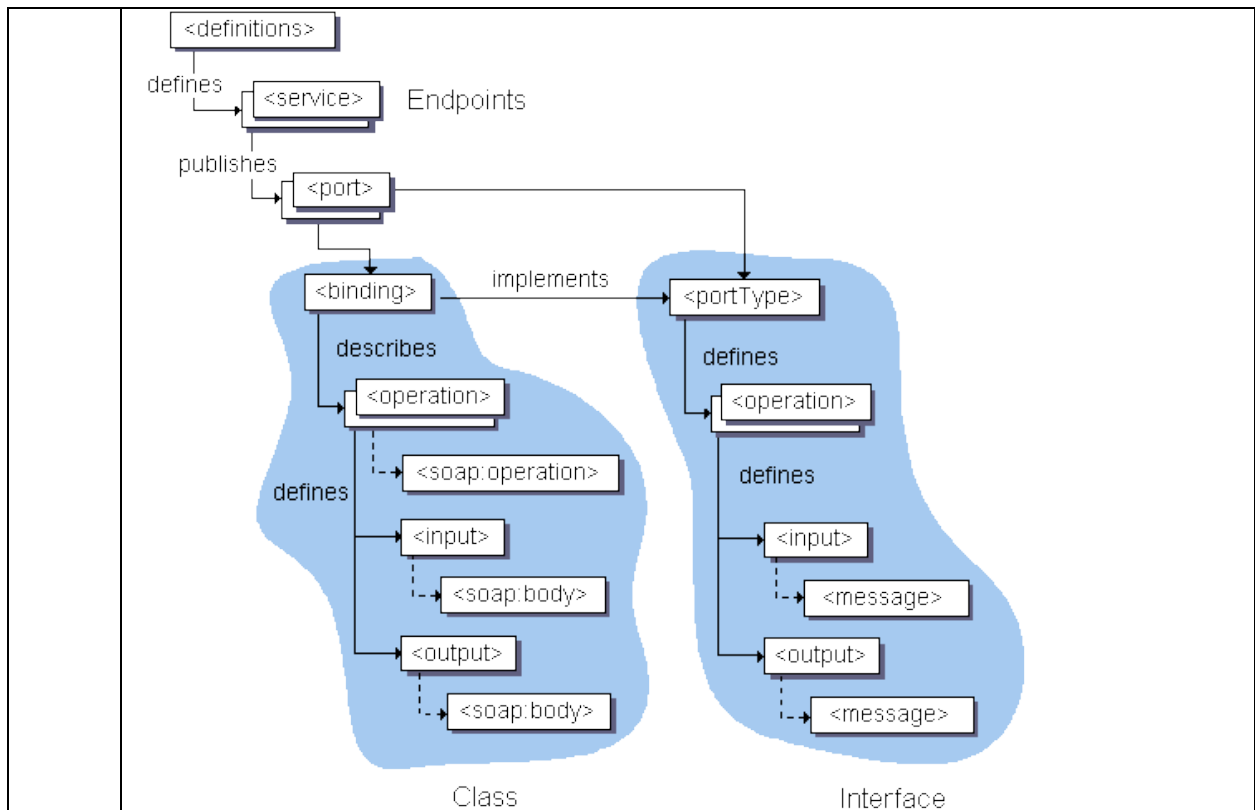 <definitions>
defines
<service> Endpoints
publishes
<port>
<binding> implements <portType>
describes
defines
<operation>
<operation>
<soap:operation>
defines
defines
<input>
<input>
<soap:body>
<message>
<output>
<output>
<soap:body>
<message>
Class
Interface